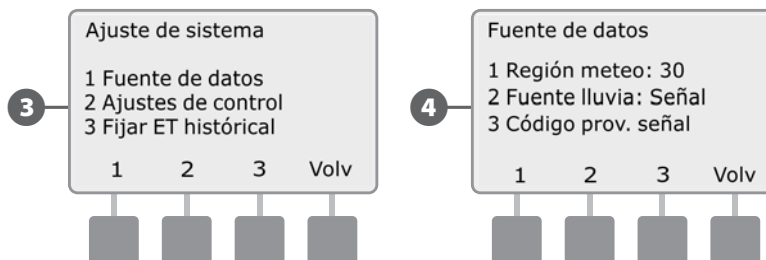 3
Ajuste de sistema
1 Fuente de datos
2 Ajustes de control
3 Fijar ET histórical
1 2 3 Volv
4
Fuente de datos
1 Región meteo: 30
2 Fuente lluvia: Señal
3 Código prov. señal
1 2 3 Volv